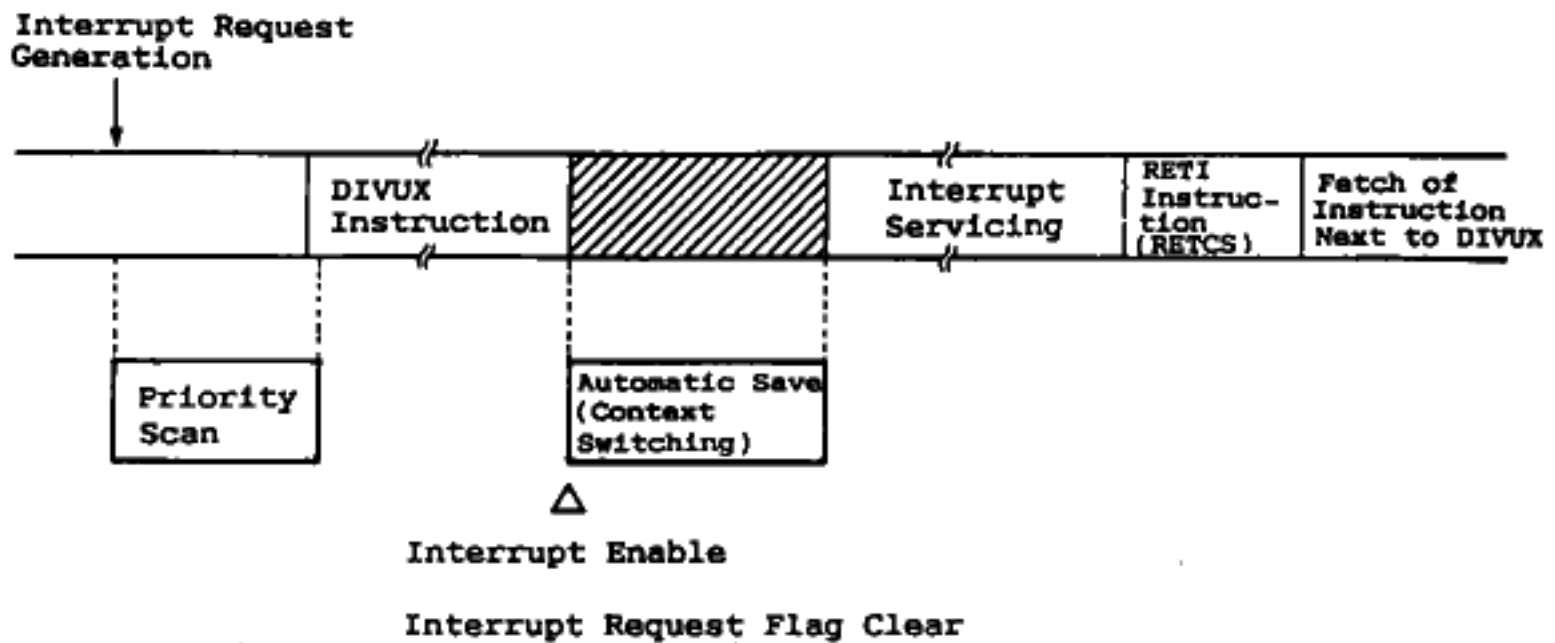 Interrupt Request
Generation
DIVUX
Instruction
Interrupt
Servicing
RETI
Instruc-
tion
(RETCS)
Fetch of
Instruction
Next to DIVUX
Priority
Scan
Automatic Save
(Context
Switching)
Interrupt Enable
Interrupt Request Flag Clear